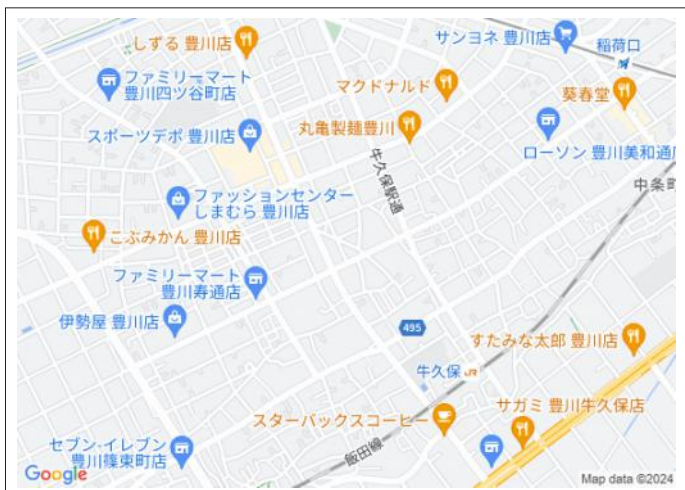 しずる 豊川店
サンヨネ 豊川店
稲荷口
ファミリーマート
豊川四ツ谷町店
マクドナルド
葵春堂
スポーツデポ 豊川店
丸亀製麺豊川
ローソン 豊川美和通店
牛久保駅通
中条町
ファッションセンター
しまむら 豊川店
こぶみかん 豊川店
ファミリーマート
豊川寿通店
伊勢屋 豊川店
495
すたみな太郎 豊川店
牛久保 JR
サガミ 豊川牛久保店
スターバックスコーヒー
飯田線
セブン-イレブン
豊川篠束町店
Google
Map data ©2024